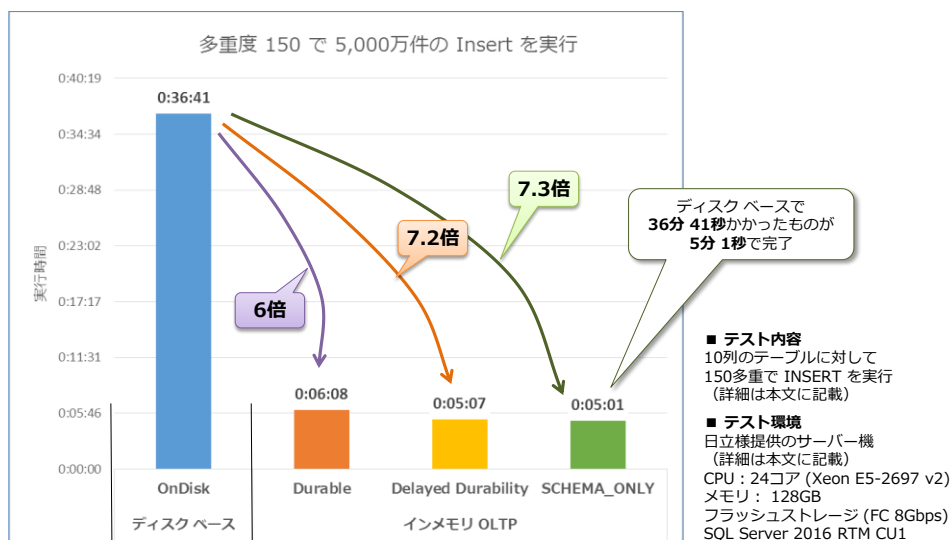 多重度 150 で 5,000万件の Insert を実行
0:40:19
0:36:41
0:34:34
0:28:48
0:23:02
0:17:17
0:11:31
0:05:46
0:00:00
実行時間
6倍
7.2倍
7.3倍
ディスク ベースで
36分 41秒かかったものが
5分 1秒で完了
0:06:08
0:05:07
0:05:01
OnDisk
Durable
Delayed Durability
SCHEMA_ONLY
ディスク ベース
インメモリ OLTP
■ テスト内容
10列のテーブルに対して
150多重で INSERT を実行
（詳細は本文に記載）
■ テスト環境
日立様提供のサーバー機
（詳細は本文に記載）
CPU：24コア (Xeon E5-2697 v2)
メモリ： 128GB
フラッシュストレージ (FC 8Gbps)
SQL Server 2016 RTM CU1